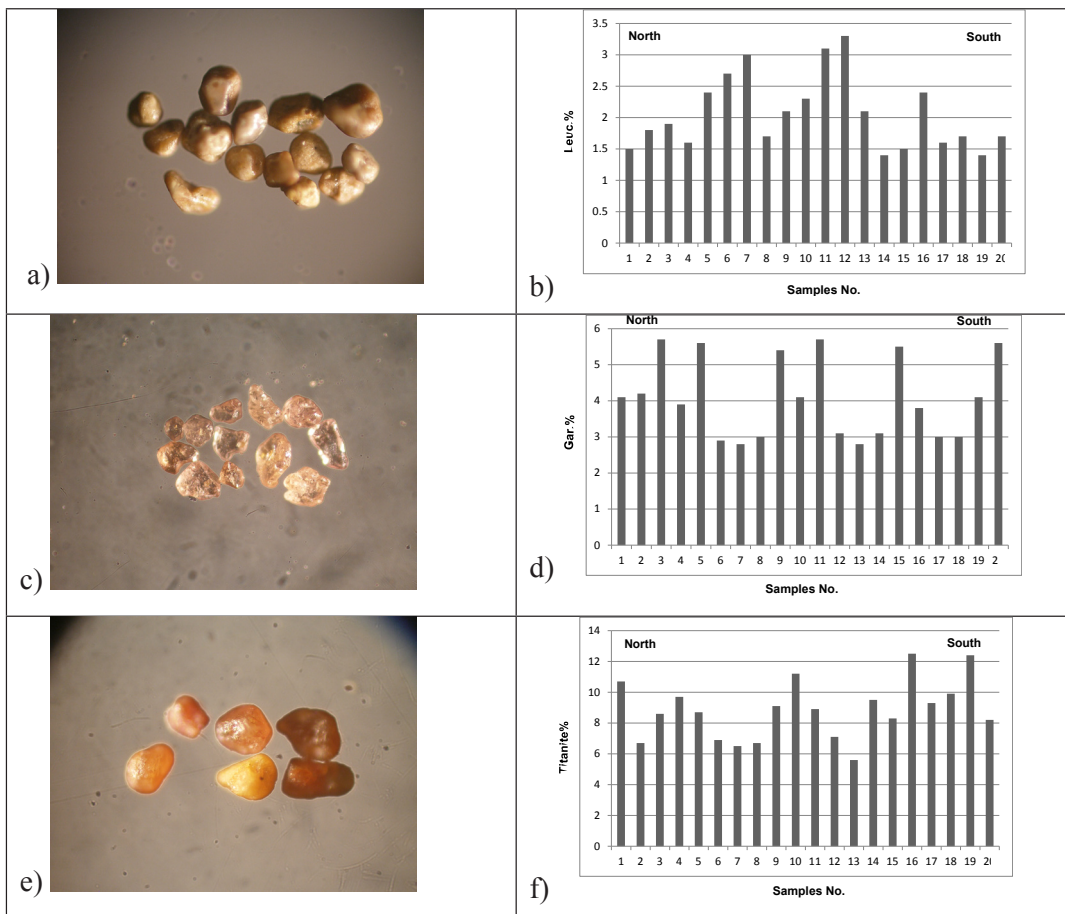 a)
b)
North South
Leuc.%
3.5
3
2.5
2
1.5
1
0.5
0
1 2 3 4 5 6 7 8 9 10 11 12 13 14 15 16 17 18 19 20
Samples No.
c)
d)
North South
Gar.%
6
5
4
3
2
1
0
1 2 3 4 5 6 7 8 9 10 11 12 13 14 15 16 17 18 19 2
Samples No.
e)
f)
North South
Titanite%
14
12
10
8
6
4
2
0
1 2 3 4 5 6 7 8 9 10 11 12 13 14 15 16 17 18 19 20
Samples No.